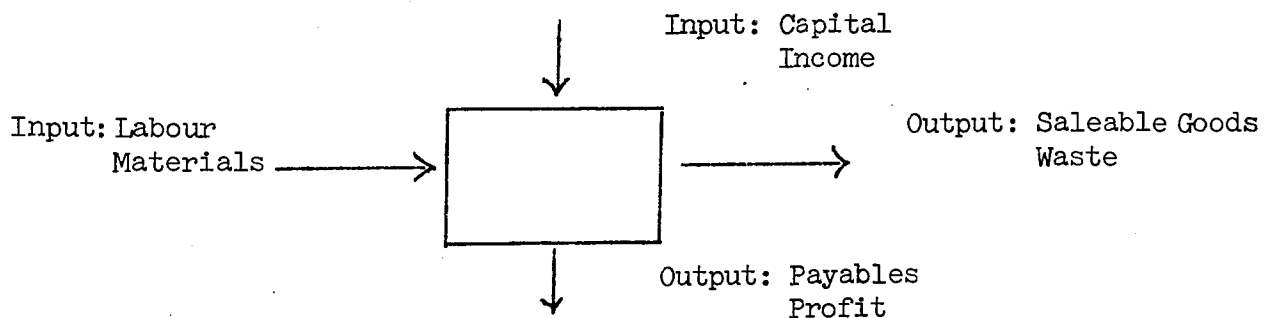 Input: Capital
Income
Input: Labour
Materials
Output: Saleable Goods
Waste
Output: Payables
Profit